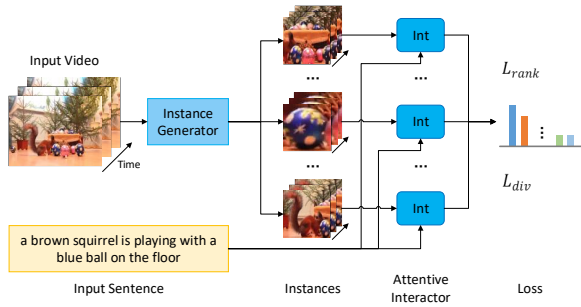 Input Video
Instance
Generator
Time
a brown squirrel is playing with a
blue ball on the floor
Input Sentence
...
...
Instances
Int
...
Int
...
Int
Attentive
Interactor
L_rank
...
L_div
Loss